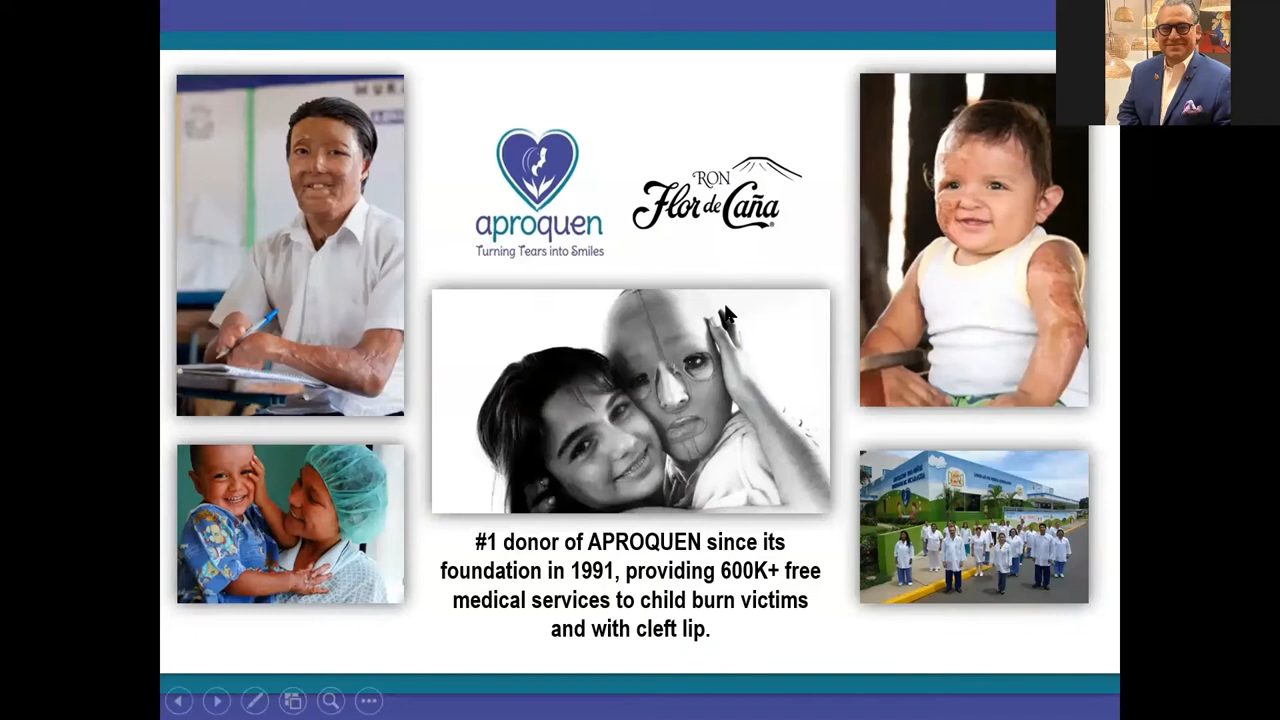 aproquen
Turning Tears into Smiles
RON
Flor de Caña
#1 donor of APROQUEN since its
foundation in 1991, providing 600K+ free
medical services to child burn victims
and with cleft lip.